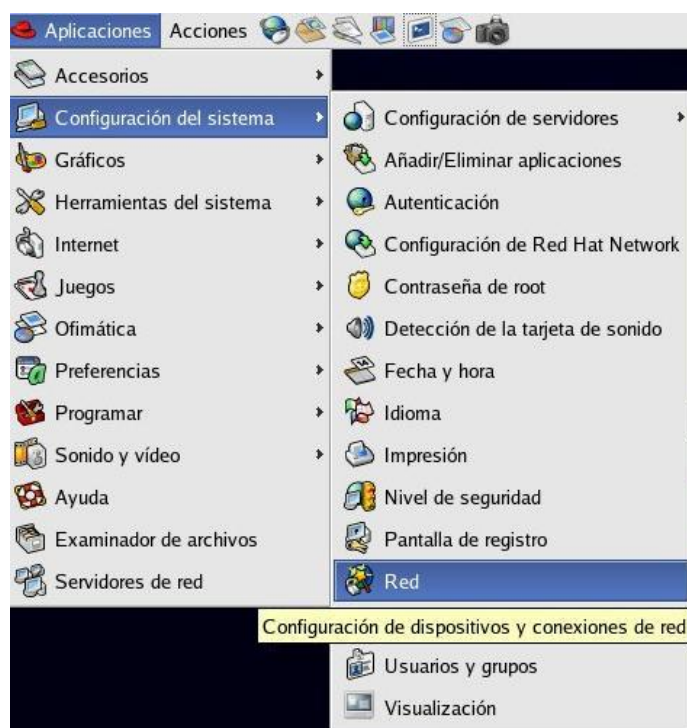 Aplicaciones Acciones
Accesorios
Configuración del sistema
Gráficos
Herramientas del sistema
Internet
Juegos
Ofimática
Preferencias
Programar
Sonido y vídeo
Ayuda
Examinador de archivos
Servidores de red
Configuración de servidores
Añadir/Eliminar aplicaciones
Autenticación
Configuración de Red Hat Network
Contraseña de root
Detección de la tarjeta de sonido
Fecha y hora
Idioma
Impresión
Nivel de seguridad
Pantalla de registro
Red
Configuración de dispositivos y conexiones de red
Usuarios y grupos
Visualización